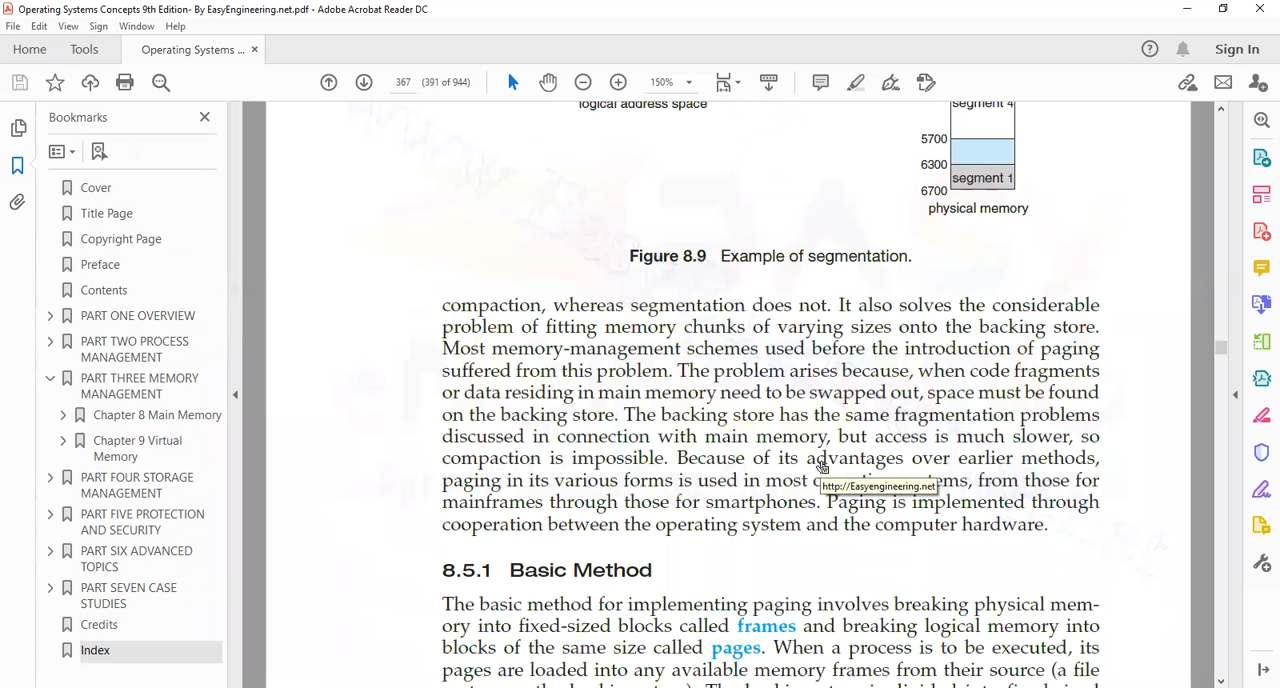 Operating Systems Concepts 9th Edition- By EasyEngineering.net.pdf - Adobe Acrobat Reader DC
File Edit View Sign Window Help
Home Tools Operating Systems ... × Sign In
367 (391 of 944) 150%
Bookmarks
Cover
Title Page
Copyright Page
Preface
Contents
PART ONE OVERVIEW
PART TWO PROCESS
MANAGEMENT
PART THREE MEMORY
MANAGEMENT
Chapter 8 Main Memory
Chapter 9 Virtual
Memory
PART FOUR STORAGE
MANAGEMENT
PART FIVE PROTECTION
AND SECURITY
PART SIX ADVANCED
TOPICS
PART SEVEN CASE
STUDIES
Credits
Index
logical address space
segment 4
5700
6300
segment 1
6700
physical memory
Figure 8.9 Example of segmentation.
compaction, whereas segmentation does not. It also solves the considerable
problem of fitting memory chunks of varying sizes onto the backing store.
Most memory-management schemes used before the introduction of paging
suffered from this problem. The problem arises because, when code fragments
or data residing in main memory need to be swapped out, space must be found
on the backing store. The backing store has the same fragmentation problems
discussed in connection with main memory, but access is much slower, so
compaction is impossible. Because of its advantages over earlier methods,
paging in its various forms is used in most from those for
http://Easyengineering.net
mainframes through those for smartphones. Paging is implemented through
cooperation between the operating system and the computer hardware.
8.5.1 Basic Method
The basic method for implementing paging involves breaking physical mem-
ory into fixed-sized blocks called frames and breaking logical memory into
blocks of the same size called pages. When a process is to be executed, its
pages are loaded into any available memory frames from their source (a file